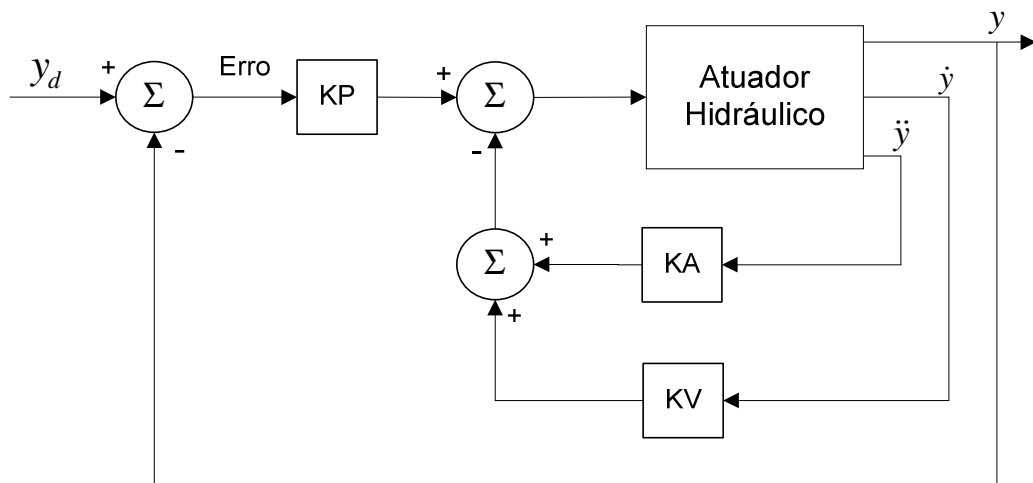 y_d
+
Σ
-
Erro
KP
+
Σ
-
Atuador
Hidráulico
y
ẏ
ÿ
Σ
+
+
KA
KV